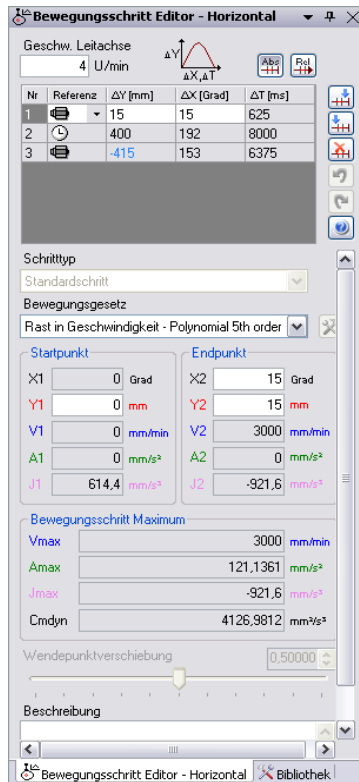 Bewegungsschritt Editor - Horizontal
Geschw. Leitachse
4 U/min
ΔY
ΔX,ΔT
Abs
Rel
Nr Referenz ΔY [mm] ΔX [Grad] ΔT [ms]
1 15 15 625
2 400 192 8000
3 -415 153 6375
Schritttyp
Standardschritt
Bewegungsgesetz
Rast in Geschwindigkeit - Polynomial 5th order
Startpunkt
X1 0 Grad
Y1 0 mm
V1 0 mm/min
A1 0 mm/s²
J1 614,4 mm/s³
Endpunkt
X2 15 Grad
Y2 15 mm
V2 3000 mm/min
A2 0 mm/s²
J2 -921,6 mm/s³
Bewegungsschritt Maximum
Vmax 3000 mm/min
Amax 121,1361 mm/s²
Jmax -921,6 mm/s³
Cmdyn 4126,9812 mm²/s³
Wendepunktverschiebung 0,50000
Beschreibung
Bewegungsschritt Editor - Horizontal
Bibliothek